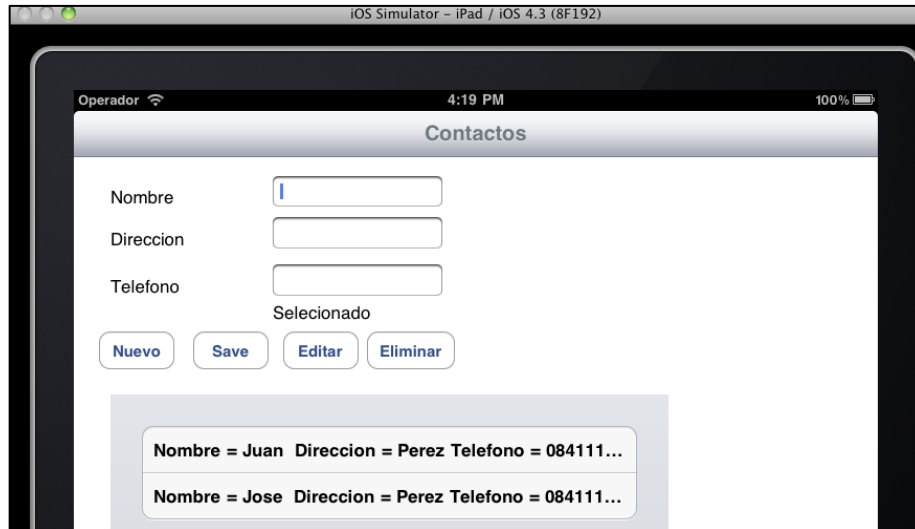 iOS Simulator – iPad / iOS 4.3 (8F192)
Operador 4:19 PM 100%
Contactos
Nombre
Direccion
Telefono
Selecionado
Nuevo Save Editar Eliminar
Nombre = Juan Direccion = Perez Telefono = 084111...
Nombre = Jose Direccion = Perez Telefono = 084111...